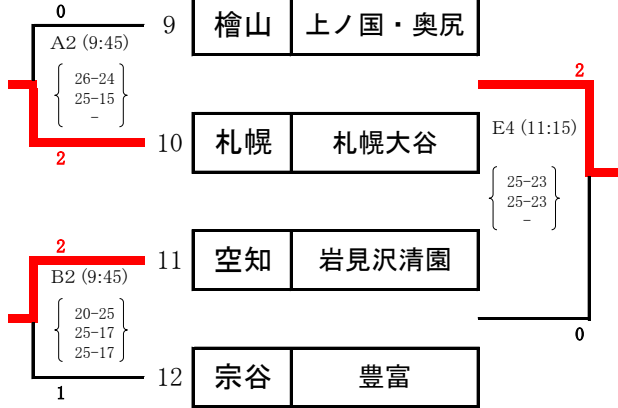 0
A2 (9:45)
26-24
25-15
-
2
9 檜山 上ノ国・奥尻
10 札幌 札幌大谷
2
B2 (9:45)
20-25
25-17
25-17
1
11 空知 岩見沢清園
12 宗谷 豊富
2
E4 (11:15)
25-23
25-23
-
0